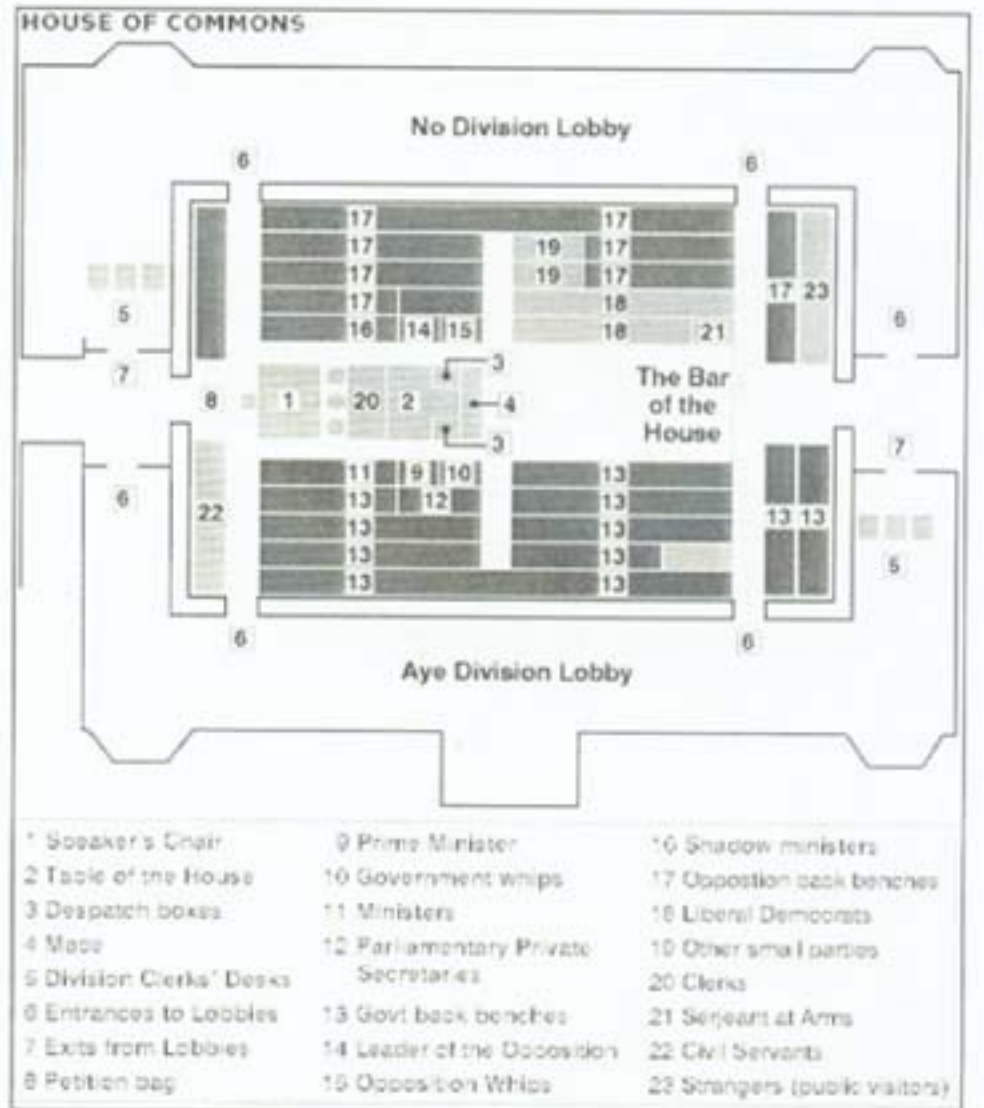 HOUSE OF COMMONS
No Division Lobby
6 6
17 17
17 19 17
17 19 17
17 18 17 23
16 14 15 18 21
5 6
7
3
8 1 20 2 4
3
The Bar
of the
House
7
11 9 10 13
6 13 12 13
22 13 13 13 13
13 13 5
13 13
6 6
Aye Division Lobby
1 Speaker's Chair
2 Table of the House
3 Despatch boxes
4 Mace
5 Division Clerks' Desks
6 Entrances to Lobbies
7 Exits from Lobbies
8 Petition bag
9 Prime Minister
10 Government whips
11 Ministers
12 Parliamentary Private
Secretaries
13 Govt back benches
14 Leader of the Opposition
15 Opposition Whips
16 Shadow ministers
17 Oppostion back benches
18 Liberal Democrats
19 Other small parties
20 Clerks
21 Serjeant at Arms
22 Civil Servants
23 Strangers (public visitors)